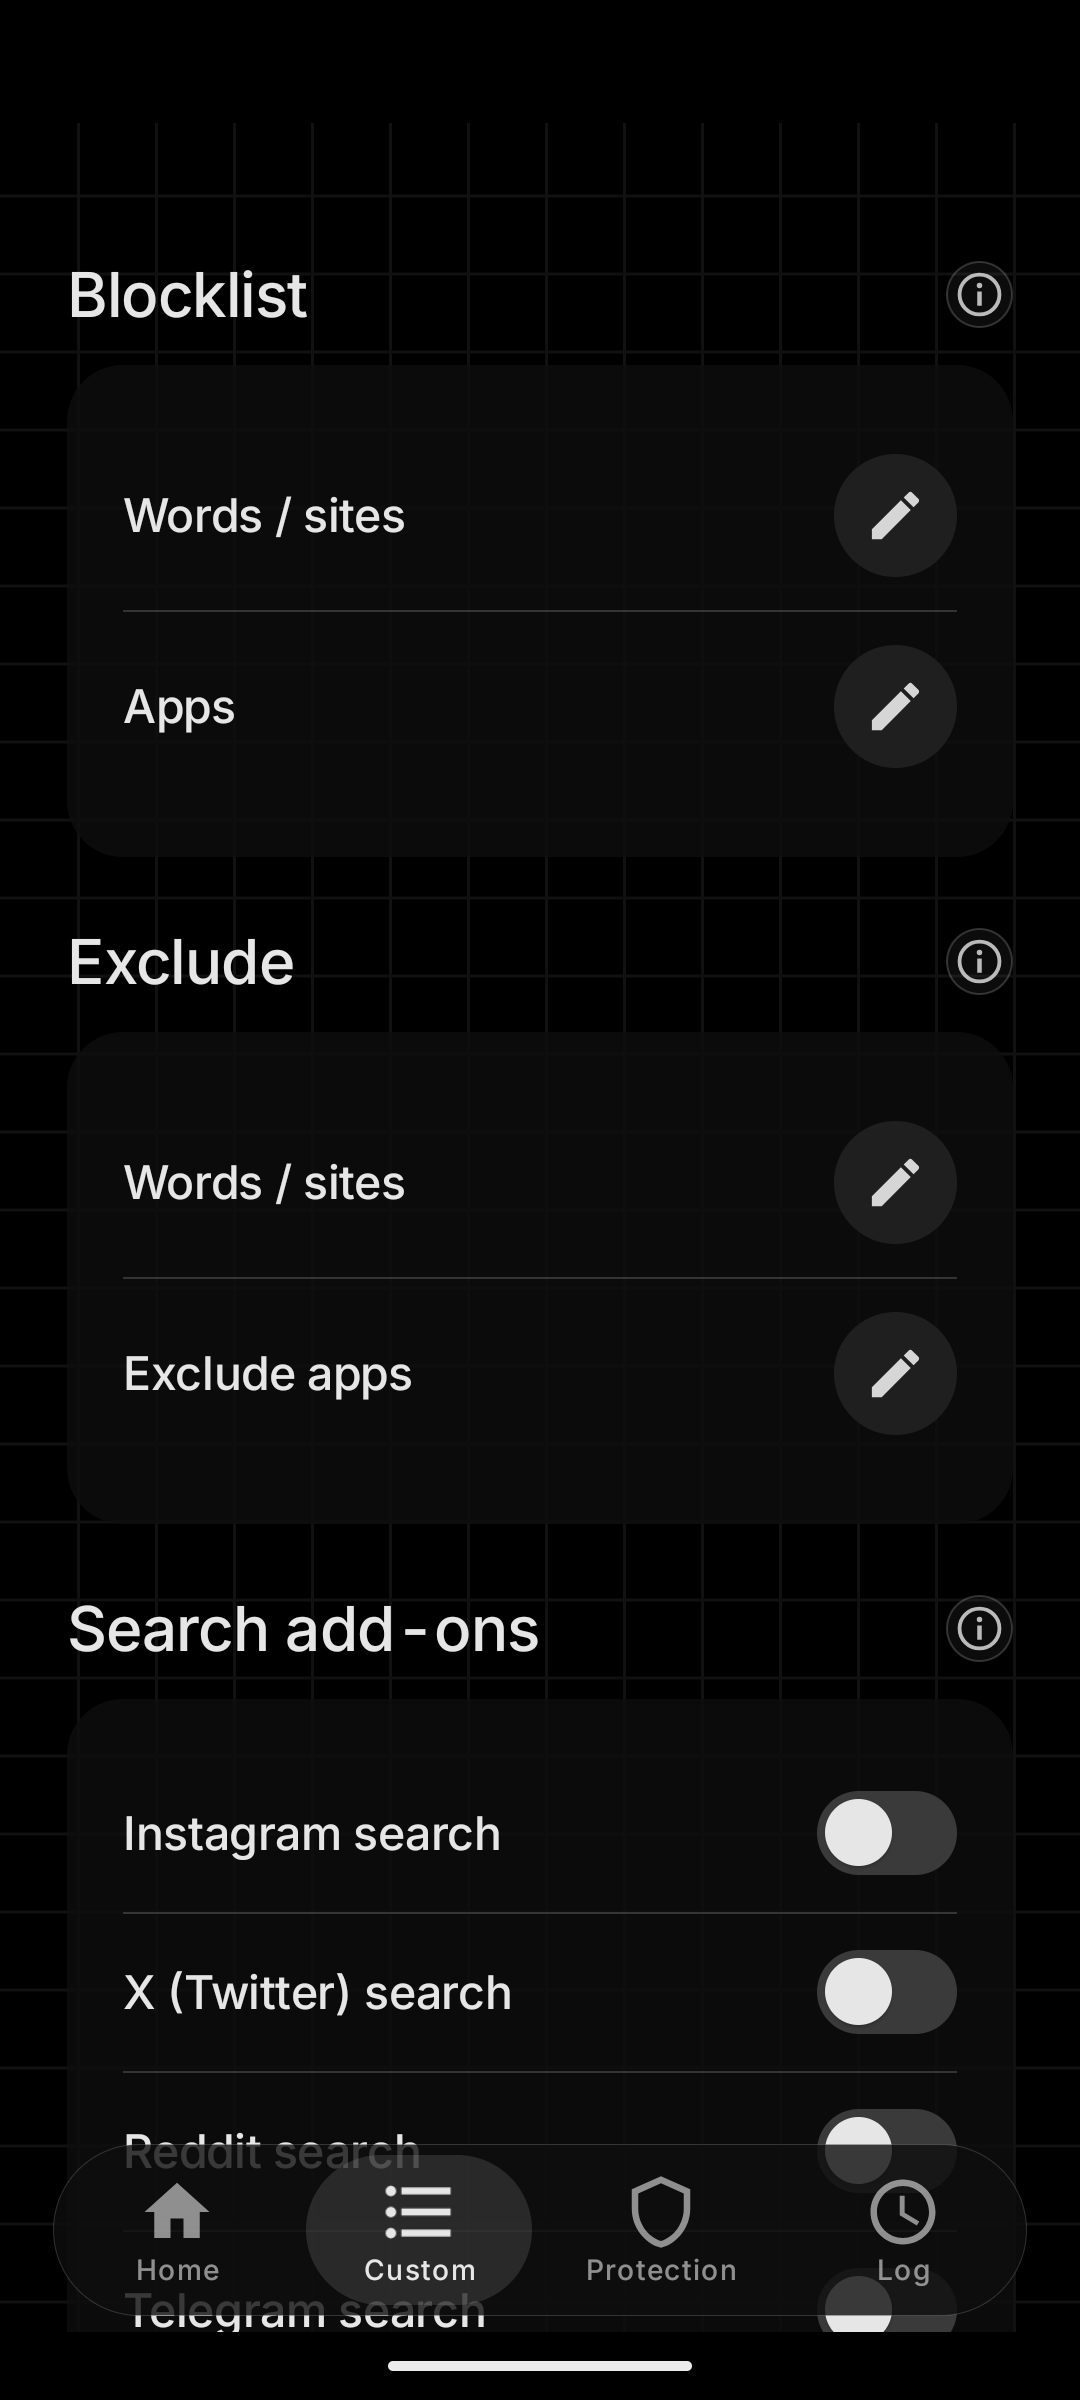 Blocklist
Words / sites
Apps
Exclude
Words / sites
Exclude apps
Search add-ons
Instagram search
X (Twitter) search
Reddit search
Home
Custom
Protection
Log
Telegram search